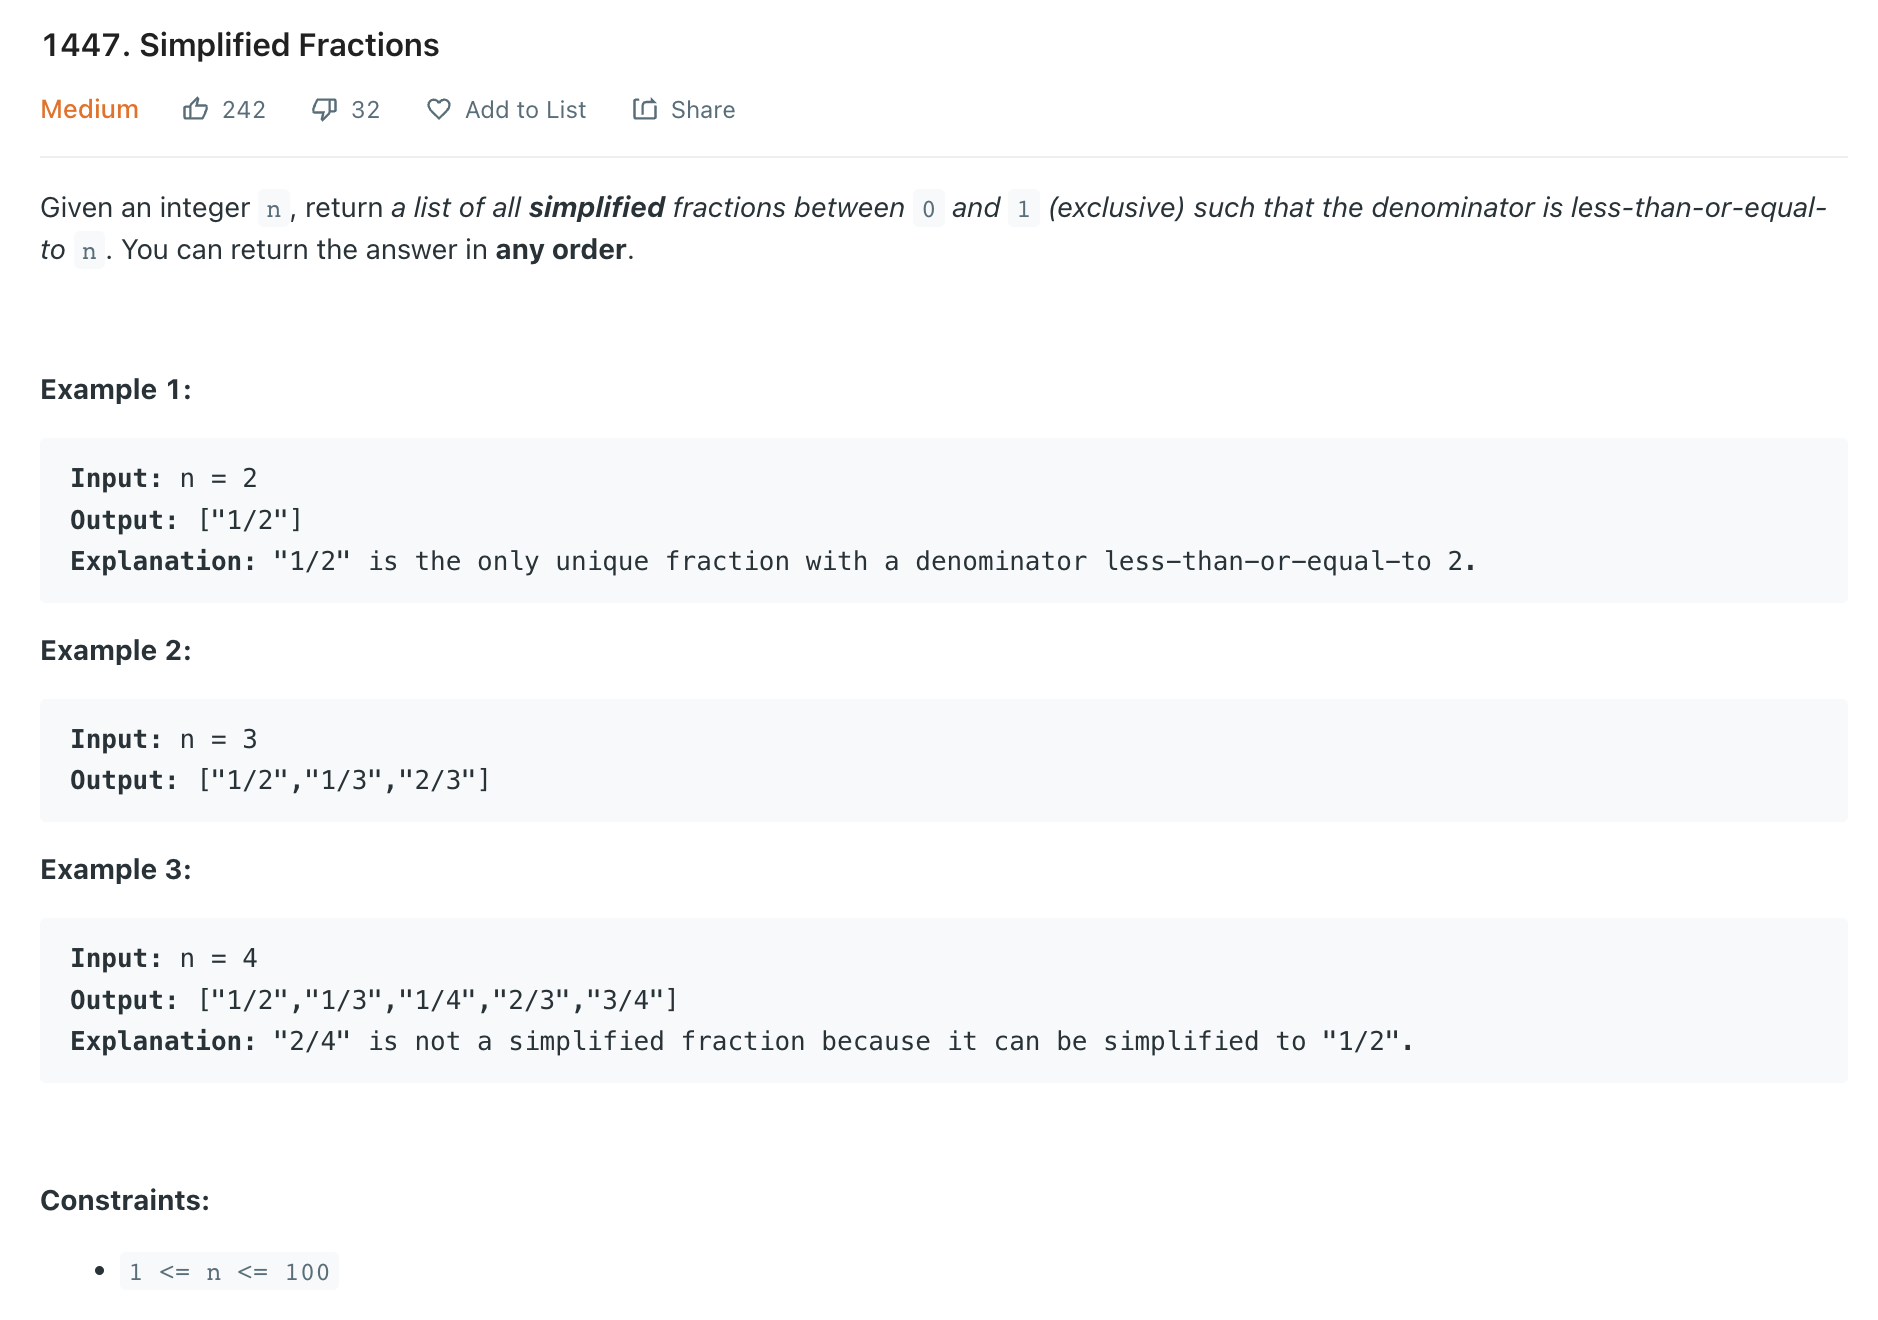 1447. Simplified Fractions
Medium 242 32 Add to List Share
Given an integer n, return a list of all simplified fractions between 0 and 1 (exclusive) such that the denominator is less-than-or-equal-
to n. You can return the answer in any order.
Example 1:
Input: n = 2
Output: ["1/2"]
Explanation: "1/2" is the only unique fraction with a denominator less-than-or-equal-to 2.
Example 2:
Input: n = 3
Output: ["1/2","1/3","2/3"]
Example 3:
Input: n = 4
Output: ["1/2","1/3","1/4","2/3","3/4"]
Explanation: "2/4" is not a simplified fraction because it can be simplified to "1/2".
Constraints:
• 1 <= n <= 100